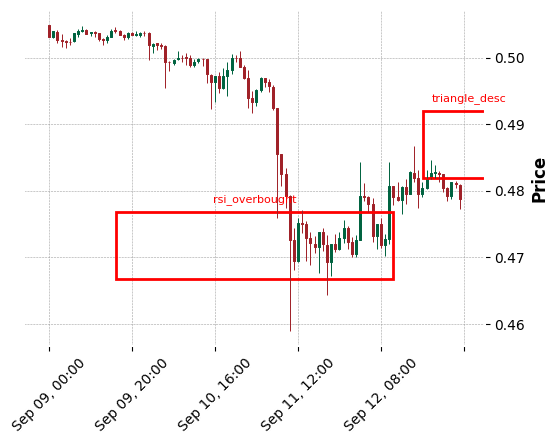 triangle_desc
rsi_overbought
0.50
0.49
0.48
0.47
0.46
Price
Sep 09, 00:00
Sep 09, 20:00
Sep 10, 16:00
Sep 11, 12:00
Sep 12, 08:00